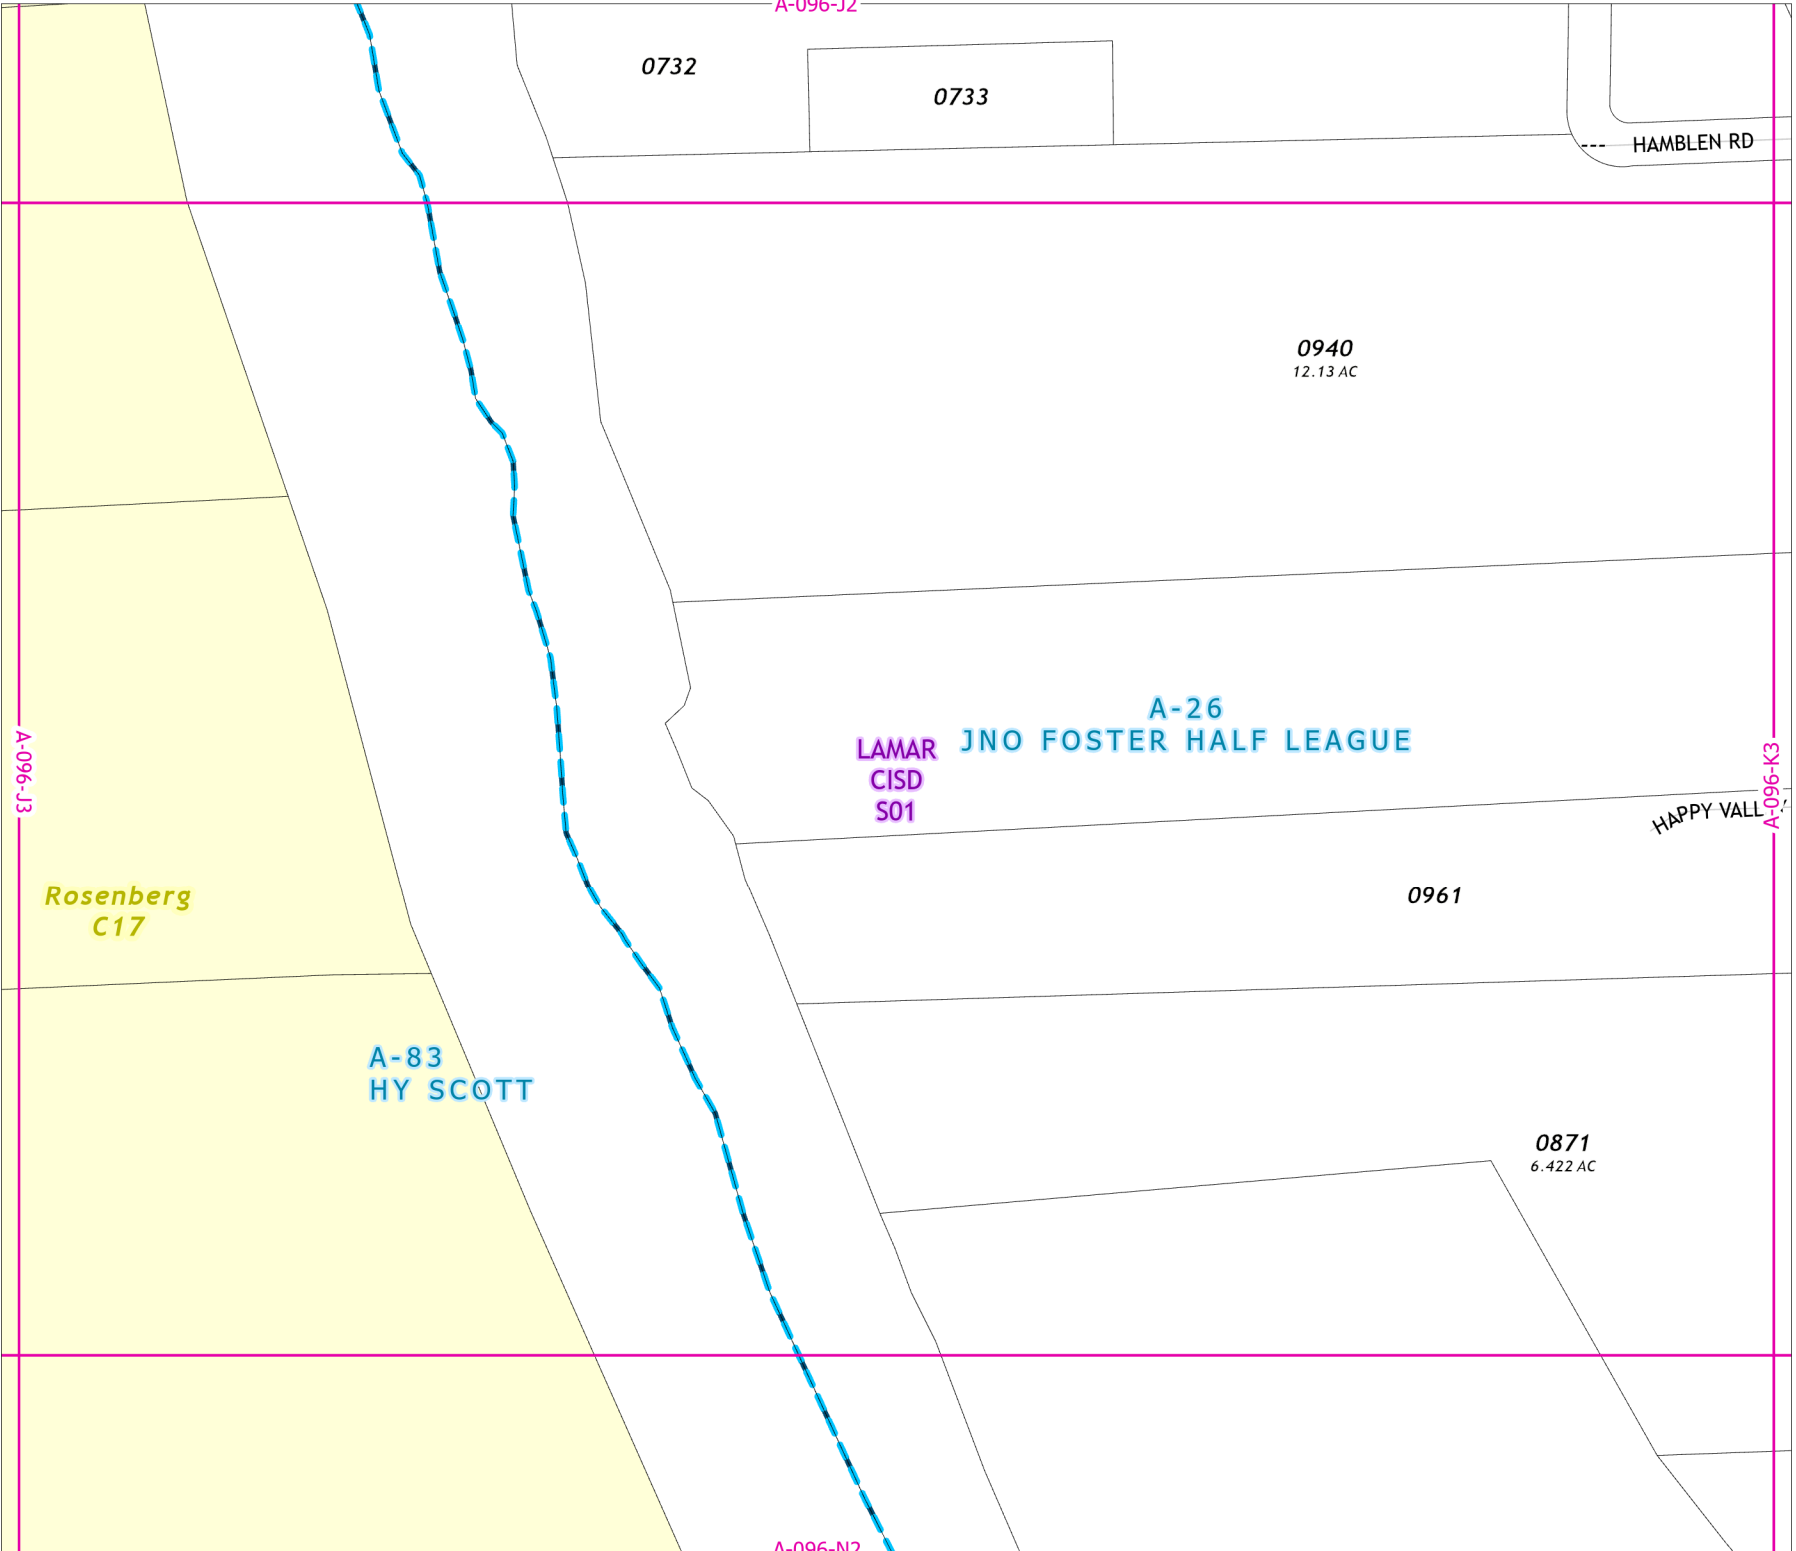 A-096-J2
0732
0733
HAMBLEN RD
0940
12.13 AC
A-26
JNO FOSTER HALF LEAGUE
LAMAR
CISD
S01
A-096-J3
A-096-K3
HAPPY VALL
0961
Rosenberg
C17
A-83
HY SCOTT
0871
6.422 AC
A-096-N2